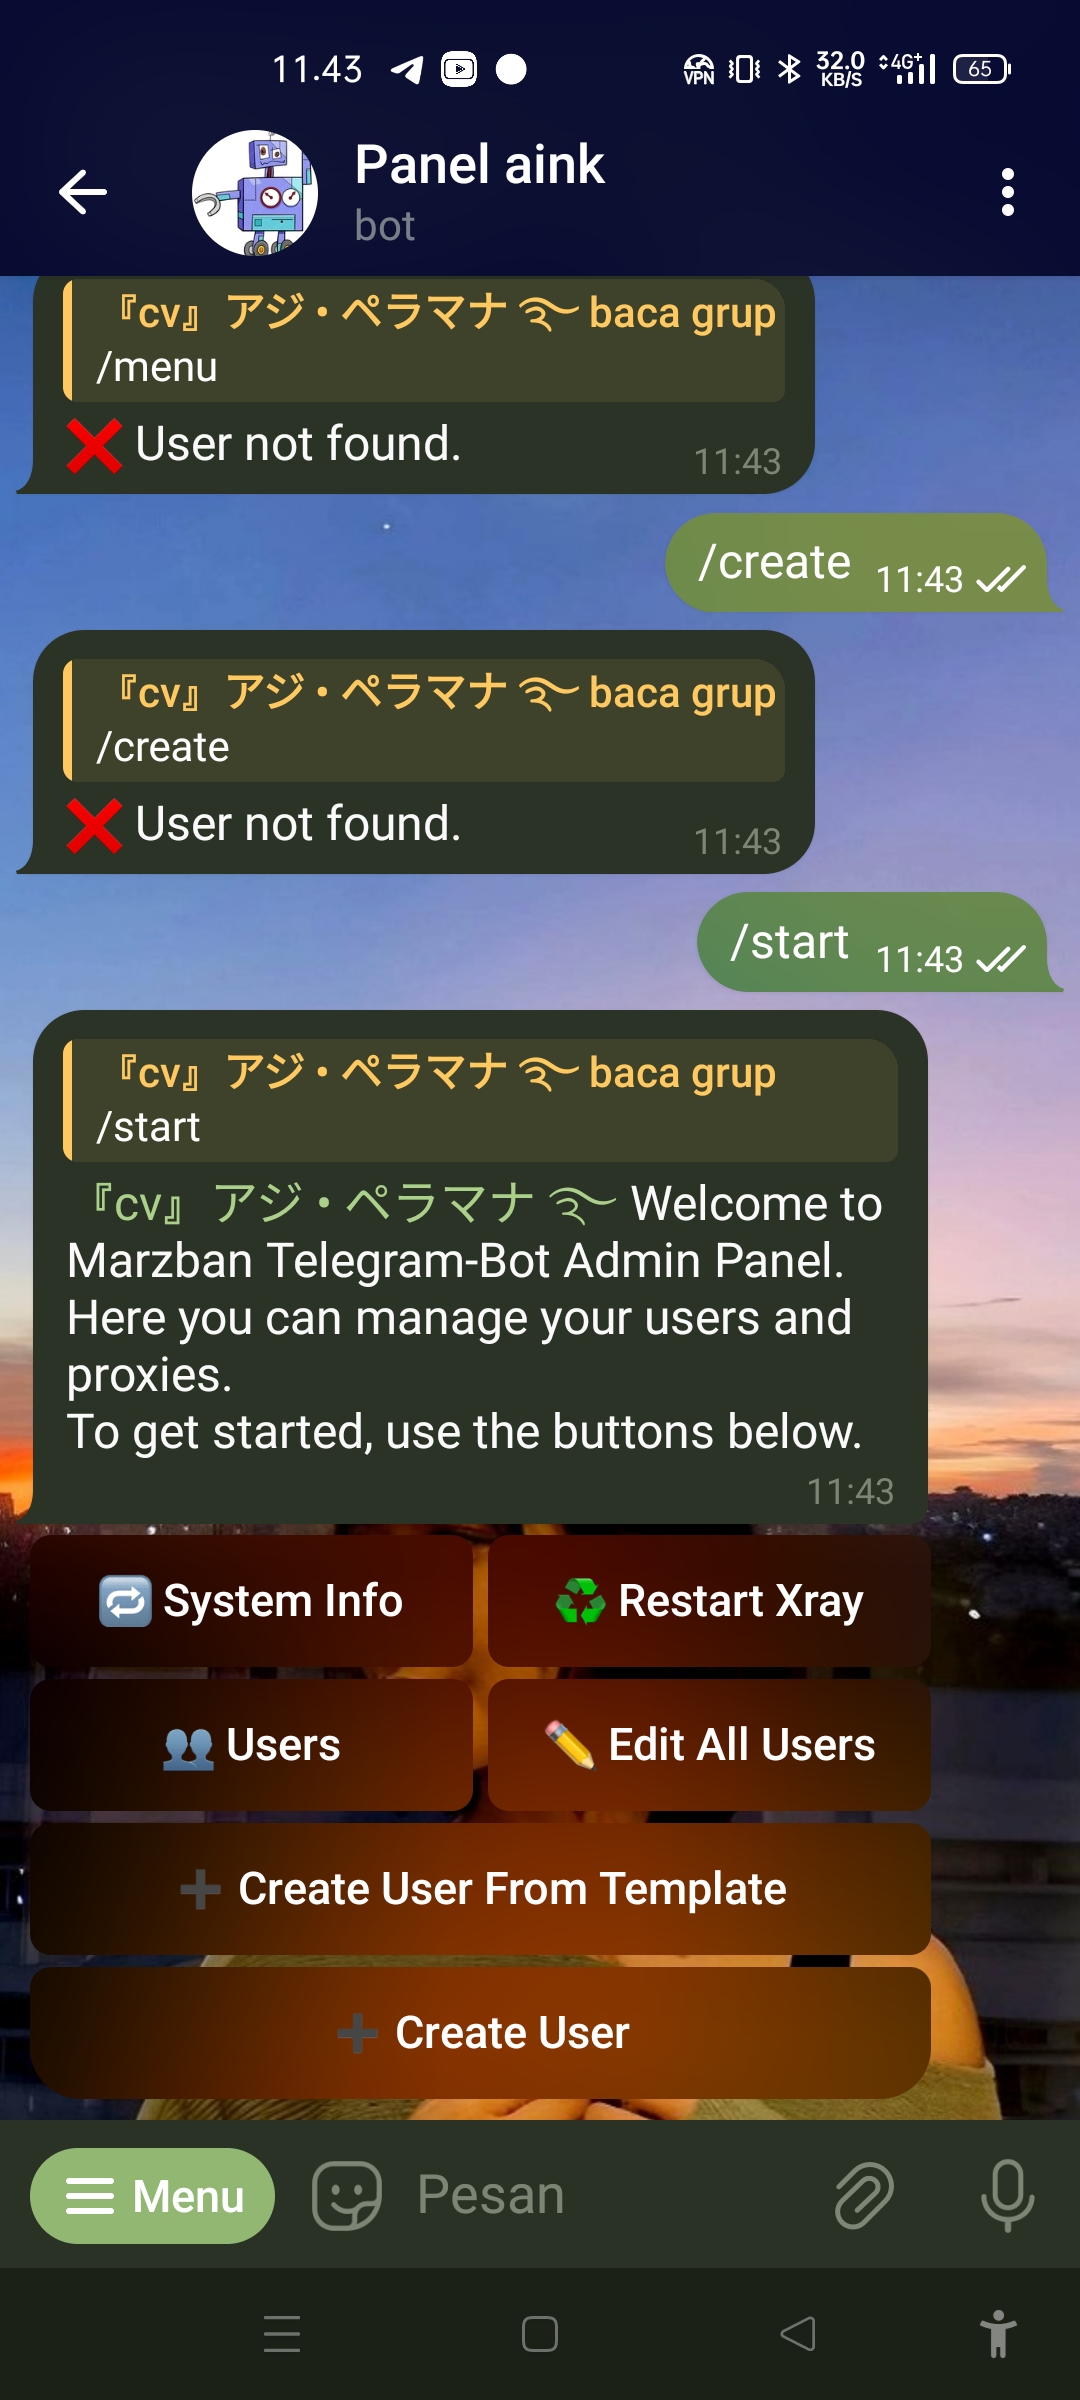 11.43
VPN
32.0
KB/S
4G+
65
Panel aink
bot
『cv』 アジ・ペラマナ baca grup
/menu
❌ User not found.
11:43
/create 11:43
『cv』 アジ・ペラマナ baca grup
/create
❌ User not found.
11:43
/start 11:43
『cv』 アジ・ペラマナ baca grup
/start
『cv』 アジ・ペラマナ Welcome to
Marzban Telegram-Bot Admin Panel.
Here you can manage your users and
proxies.
To get started, use the buttons below.
11:43
🔁 System Info
♻️ Restart Xray
👥 Users
✏️ Edit All Users
➕ Create User From Template
➕ Create User
Menu
Pesan